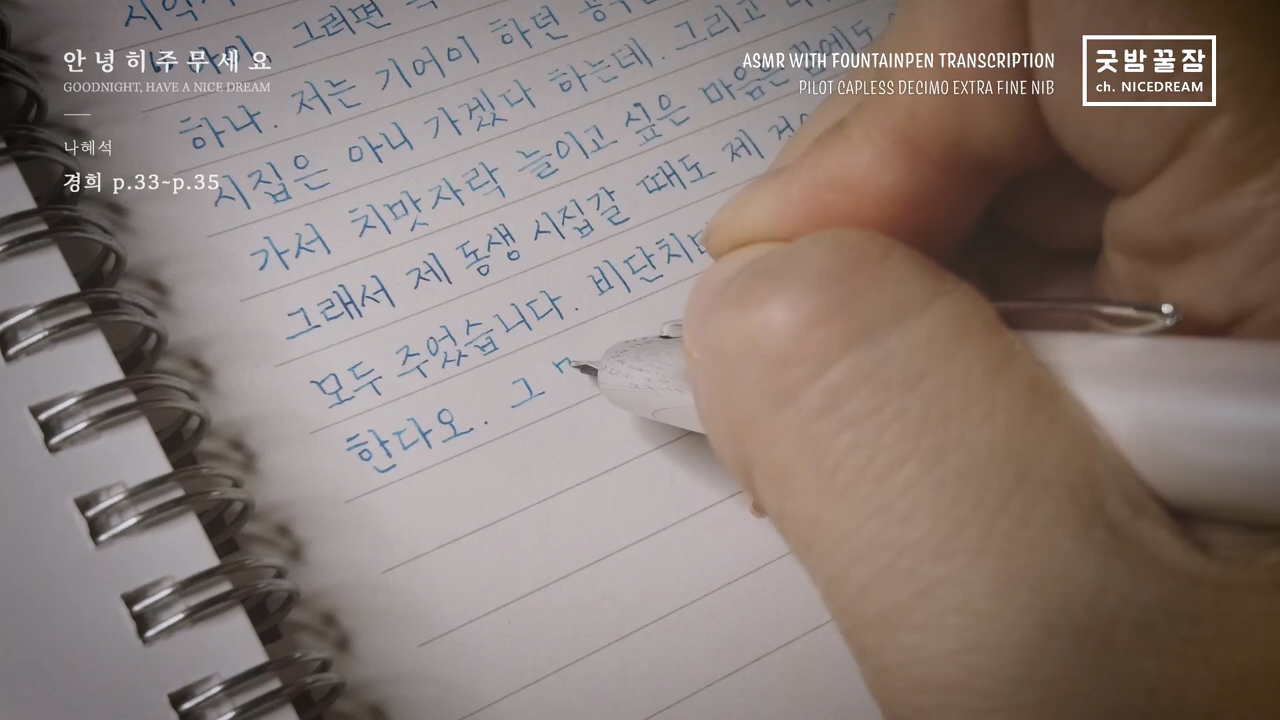 안녕히주무세요
GOODNIGHT, HAVE A NICE DREAM
나혜석
경희 p.33~p.35
ASMR WITH FOUNTAINPEN TRANSCRIPTION
PILOT CAPLESS DECIMO EXTRA FINE NIB
굿밤꿀잠
ch. NICEDREAM
그러면
하나. 저는 기어이 하던
시집은 아니 가겠다 하는데. 그리고
가서 치맛자락 늘이고 싶은 마음은 꿈에도
그래서 제 동생 시집갈 때도 제
모두 주었습니다. 비단치
한다오. 그